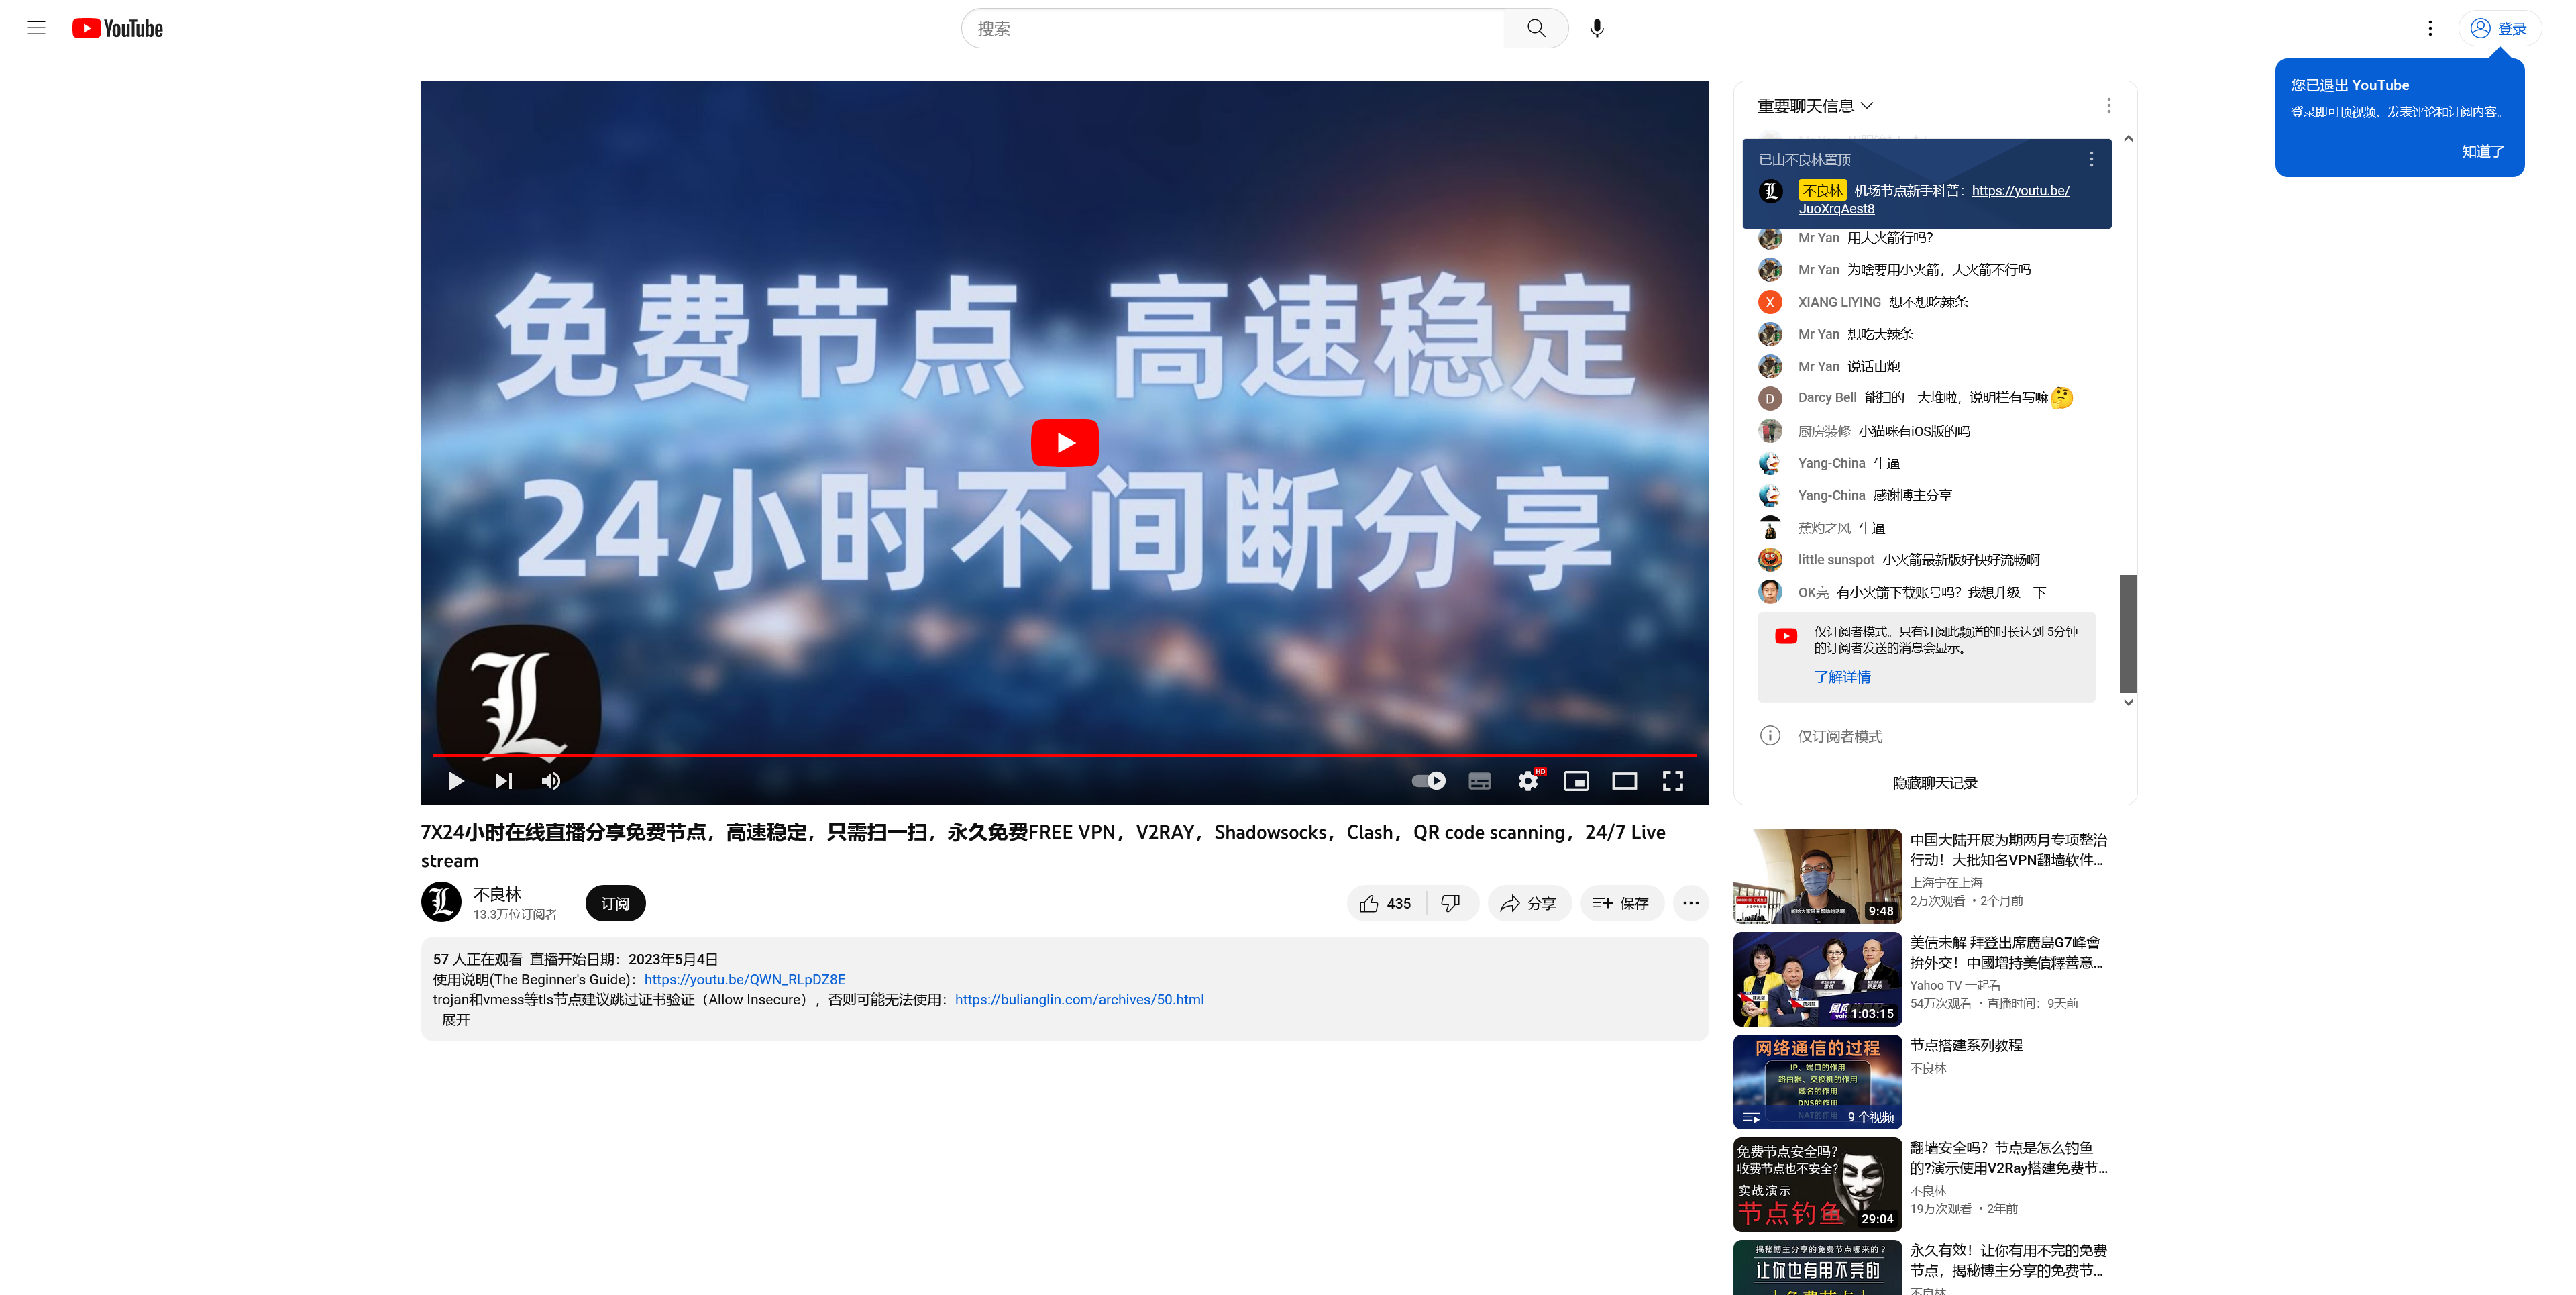 YouTube
搜索
登录
您已退出 YouTube
登录即可顶视频、发表评论和订阅内容。
知道了
免费节点 高速稳定
24小时不间断分享
L
HD
重要聊天信息
已由不良林置顶
不良林 机场节点新手科普：https://youtu.be/
JuoXrqAest8
Mr Yan 用大火箭行吗？
Mr Yan 为啥要用小火箭，大火箭不行吗
X XIANG LIYING 想不想吃辣条
Mr Yan 想吃大辣条
Mr Yan 说话山炮
D Darcy Bell 能扫的一大堆啦，说明栏有写嘛🤔
厨房装修 小猫咪有iOS版的吗
Yang-China 牛逼
Yang-China 感谢博主分享
蕉灼之风 牛逼
little sunspot 小火箭最新版好快好流畅啊
OK亮 有小火箭下载账号吗？我想升级一下
仅订阅者模式。只有订阅此频道的时长达到 5分钟
的订阅者发送的消息会显示。
了解详情
仅订阅者模式
隐藏聊天记录
7X24小时在线直播分享免费节点，高速稳定，只需扫一扫，永久免费FREE VPN，V2RAY，Shadowsocks，Clash，QR code scanning，24/7 Live
stream
不良林
13.3万位订阅者
订阅
435
分享
保存
57 人正在观看 直播开始日期：2023年5月4日
使用说明(The Beginner's Guide)：https://youtu.be/QWN_RLpDZ8E
trojan和vmess等tls节点建议跳过证书验证（Allow Insecure），否则可能无法使用：https://bulianglin.com/archives/50.html
展开
9:48
中国大陆开展为期两月专项整治
行动！大批知名VPN翻墙软件...
上海宁在上海
2万次观看 • 2个月前
1:03:15
美債未解 拜登出席廣島G7峰會
拚外交！中國增持美債釋善意...
Yahoo TV 一起看
54万次观看 • 直播时间：9天前
网络通信的过程
IP、端口的作用
路由器、交换机的作用
域名的作用
DNS的作用
NAT的作用
9 个视频
节点搭建系列教程
不良林
免费节点安全吗？
收费节点也不安全？
实战演示
节点钓鱼
29:04
翻墙安全吗？节点是怎么钓鱼
的?演示使用V2Ray搭建免费节...
不良林
19万次观看 • 2年前
揭秘博主分享的免费节点哪来的？
让你也有用不完的
永久有效！让你有用不完的免费
节点，揭秘博主分享的免费节...